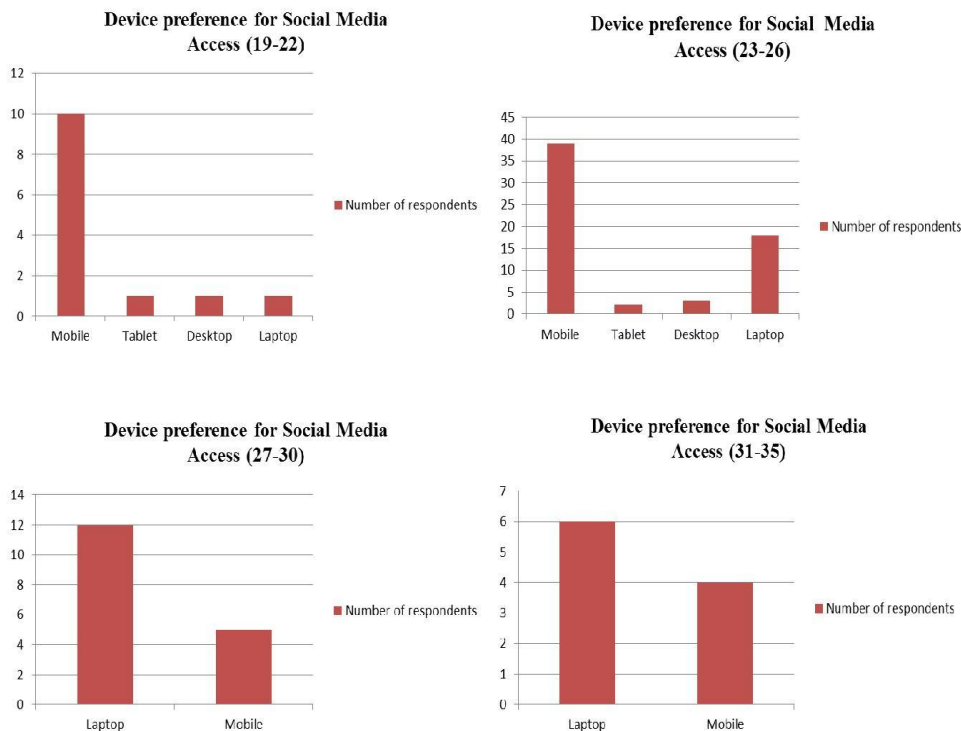 Device preference for Social Media
Access (19-22)
12
10
8
6
4
2
0
Mobile
Tablet
Desktop
Laptop
Number of respondents
Device preference for Social Media
Access (23-26)
45
40
35
30
25
20
15
10
5
0
Mobile
Tablet
Desktop
Laptop
Number of respondents
Device preference for Social Media
Access (27-30)
14
12
10
8
6
4
2
0
Laptop
Mobile
Number of respondents
Device preference for Social Media
Access (31-35)
7
6
5
4
3
2
1
0
Laptop
Mobile
Number of respondents